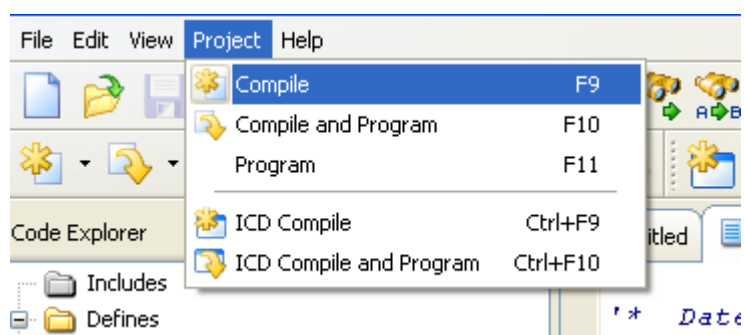 File Edit View Project Help
Compile F9
A B
Compile and Program F10
Program F11
Code Explorer
ICD Compile Ctrl+F9
itled
ICD Compile and Program Ctrl+F10
Includes
Defines
'* Date